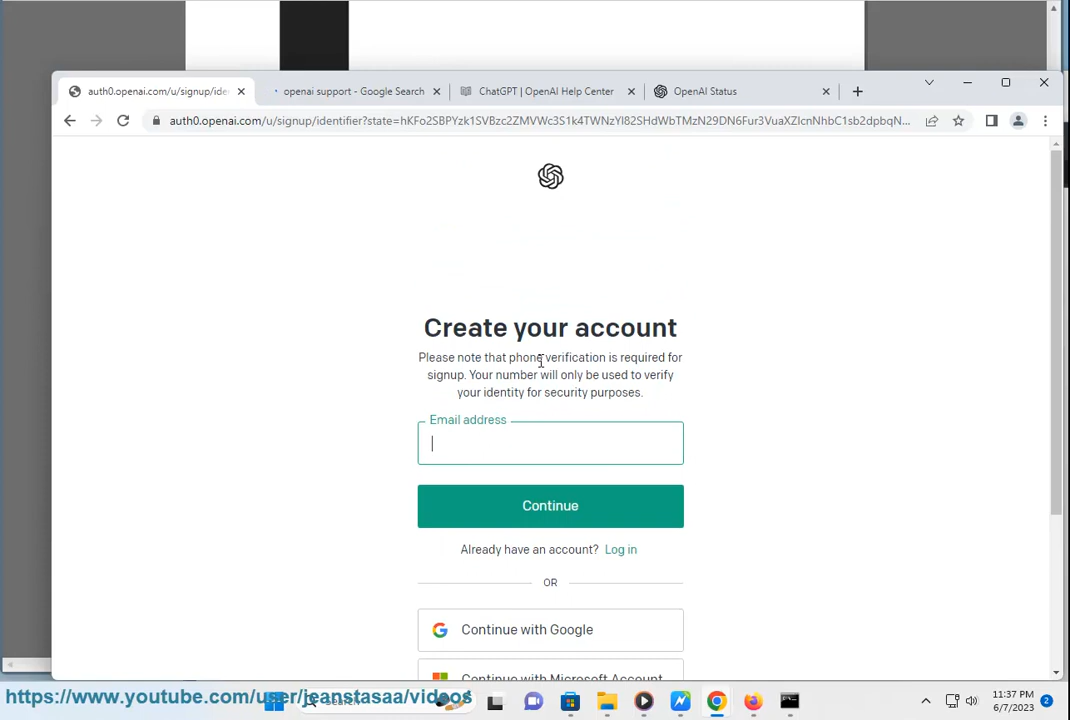 auth0.openai.com/u/signup/ide
openai support - Google Search
ChatGPT | OpenAI Help Center
OpenAI Status
auth0.openai.com/u/signup/identifier?state=hKFo2SBPYzk1SVBzc2ZMVWc3S1k4TWNzYl82SHdWbTMzN29DN6Fur3VuaXZlcnNhbC1sb2dpbqN...
Create your account
Please note that phone verification is required for
signup. Your number will only be used to verify
your identity for security purposes.
Email address
Continue
Already have an account? Log in
OR
Continue with Google
Continue with Microsoft Account
https://www.youtube.com/user/jeanstasaa/videos
Search
11:37 PM
6/7/2023
2